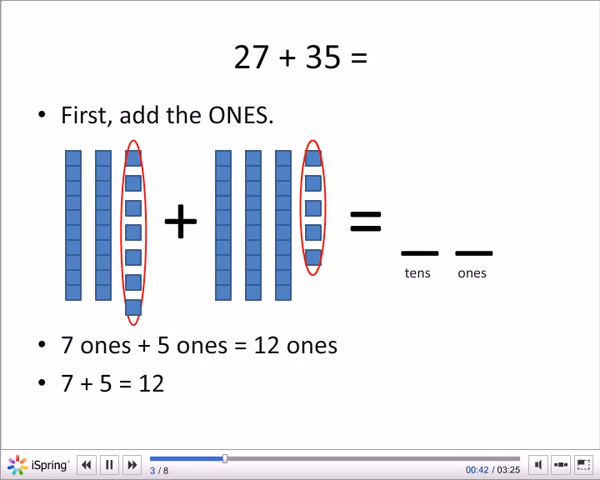 27 + 35 =
• First, add the ONES.
+ =
tens ones
• 7 ones + 5 ones = 12 ones
• 7 + 5 = 12
iSpring 3 / 8 00:42 / 03:25